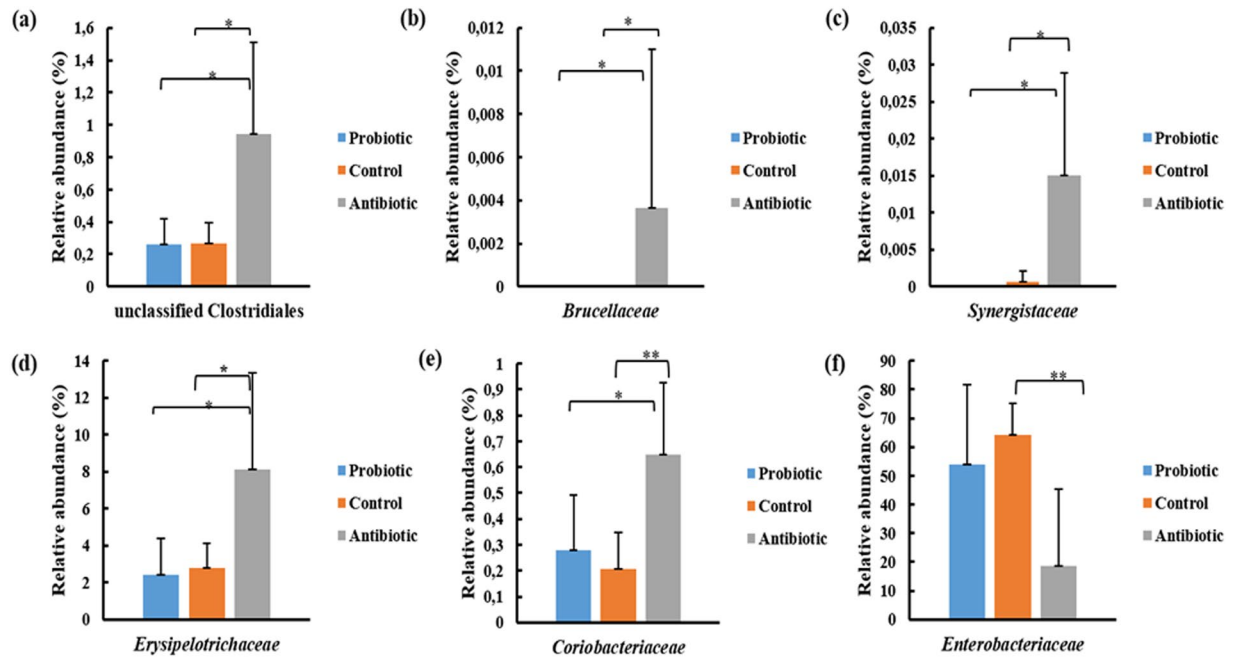 (a)
Relative abundance (%)
1,6
1,4
1,2
1
0,8
0,6
0,4
0,2
0
*
*
Probiotic
Control
Antibiotic
unclassified Clostridiales
(b)
Relative abundance (%)
0,012
0,01
0,008
0,006
0,004
0,002
0
*
*
Probiotic
Control
Antibiotic
Brucellaceae
(c)
Relative abundance (%)
0,035
0,03
0,025
0,02
0,015
0,01
0,005
0
*
*
Probiotic
Control
Antibiotic
Synergistaceae
(d)
Relative abundance (%)
14
12
10
8
6
4
2
0
*
*
Probiotic
Control
Antibiotic
Erysipelotrichaceae
(e)
Relative abundance (%)
1
0,9
0,8
0,7
0,6
0,5
0,4
0,3
0,2
0,1
0
**
*
Probiotic
Control
Antibiotic
Coriobacteriaceae
(f)
Relative abundance (%)
90
80
70
60
50
40
30
20
10
0
**
Probiotic
Control
Antibiotic
Enterobacteriaceae